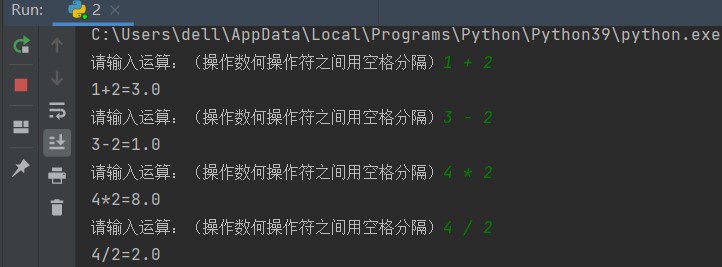 Run: 2
C:\Users\dell\AppData\Local\Programs\Python\Python39\python.exe
请输入运算：（操作数何操作符之间用空格分隔）1 + 2
1+2=3.0
请输入运算：（操作数何操作符之间用空格分隔）3 - 2
3-2=1.0
请输入运算：（操作数何操作符之间用空格分隔）4 * 2
4*2=8.0
请输入运算：（操作数何操作符之间用空格分隔）4 / 2
4/2=2.0